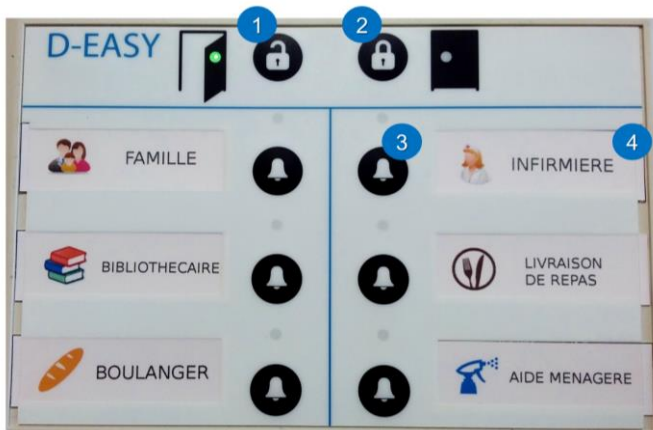 D-EASY
1
2
FAMILLE
3
INFIRMIERE
4
BIBLIOTHECAIRE
LIVRAISON
DE REPAS
BOULANGER
AIDE MENAGERE